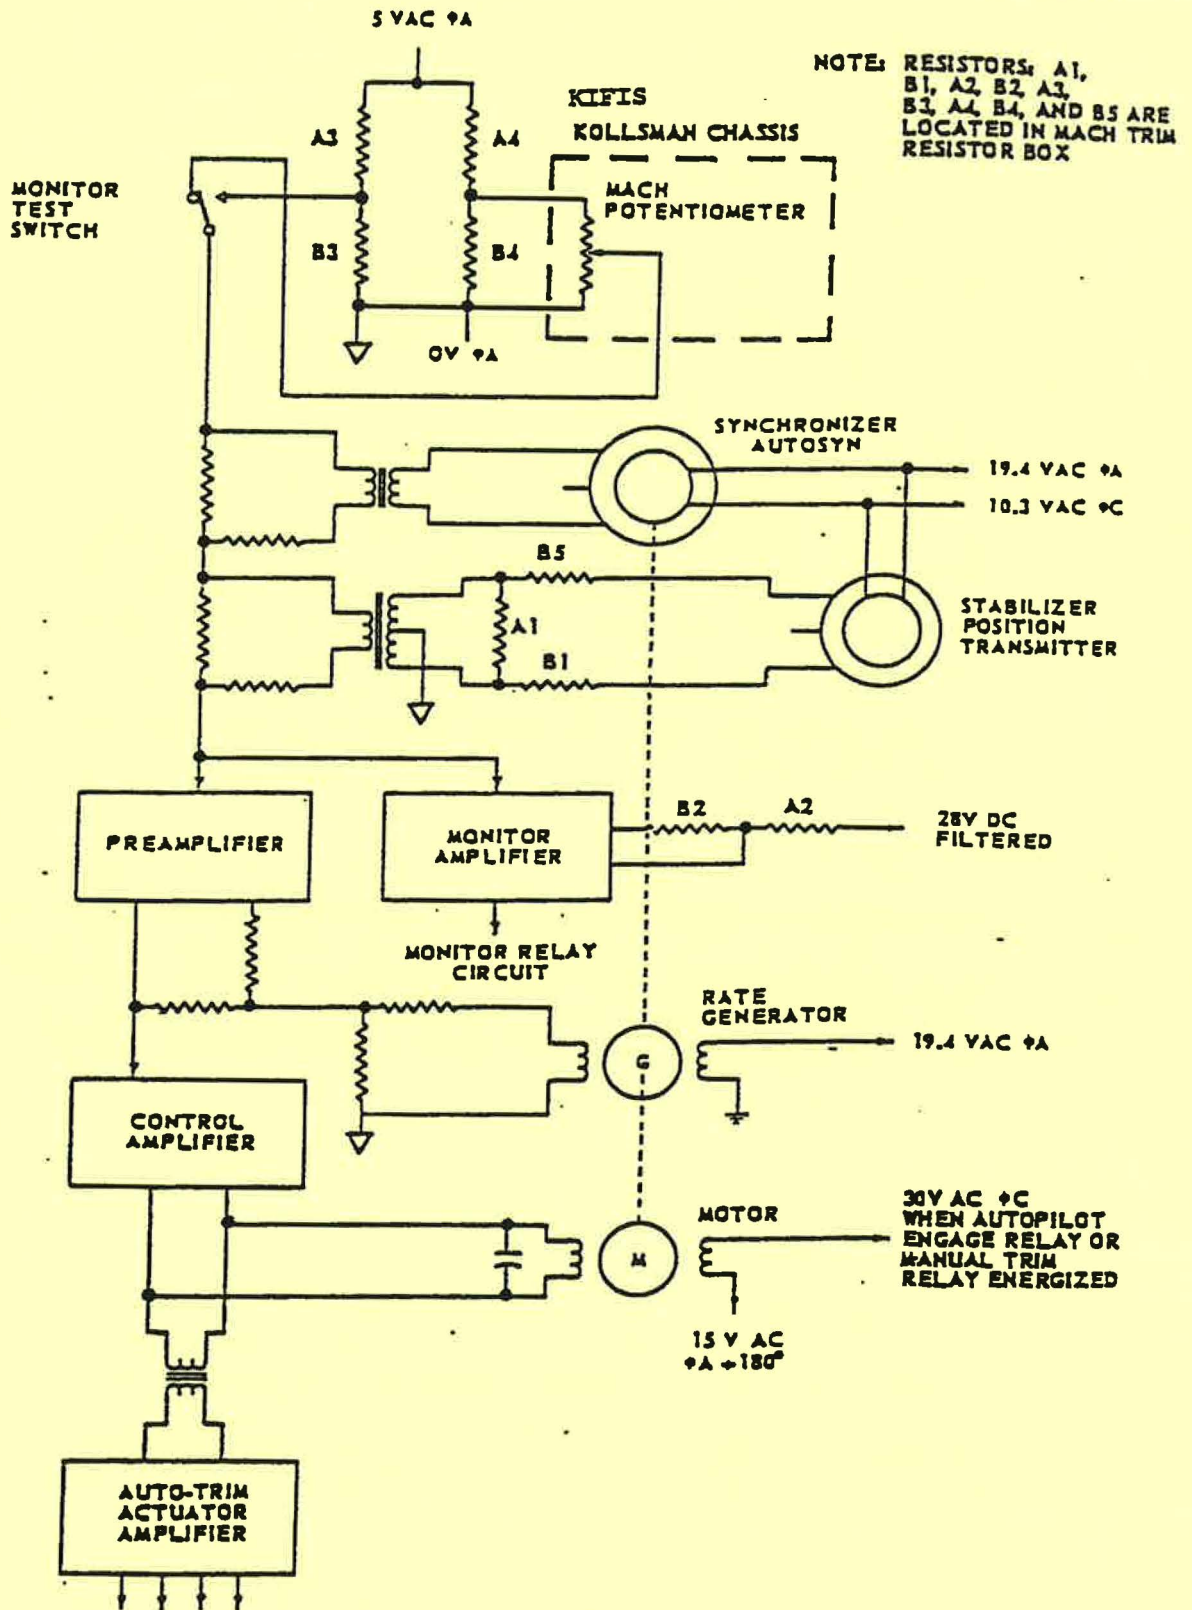 5 VAC φA
NOTE: RESISTORS: A1,
B1, A2, B2, A3,
B3, A4, B4, AND B5 ARE
LOCATED IN MACH TRIM
RESISTOR BOX
KIFIS
KOLLSMAN CHASSIS
A3
A4
MACH
POTENTIOMETER
MONITOR
TEST
SWITCH
B3
B4
0V φA
SYNCHRONIZER
AUTOSYN
19.4 VAC φA
10.3 VAC φC
B5
A1
B1
STABILIZER
POSITION
TRANSMITTER
PREAMPLIFIER
MONITOR
AMPLIFIER
B2
A2
28V DC
FILTERED
MONITOR RELAY
CIRCUIT
RATE
GENERATOR
G
19.4 VAC φA
CONTROL
AMPLIFIER
MOTOR
M
30V AC φC
WHEN AUTOPILOT
ENGAGE RELAY OR
MANUAL TRIM
RELAY ENERGIZED
15 V AC
φA +180°
AUTO-TRIM
ACTUATOR
AMPLIFIER